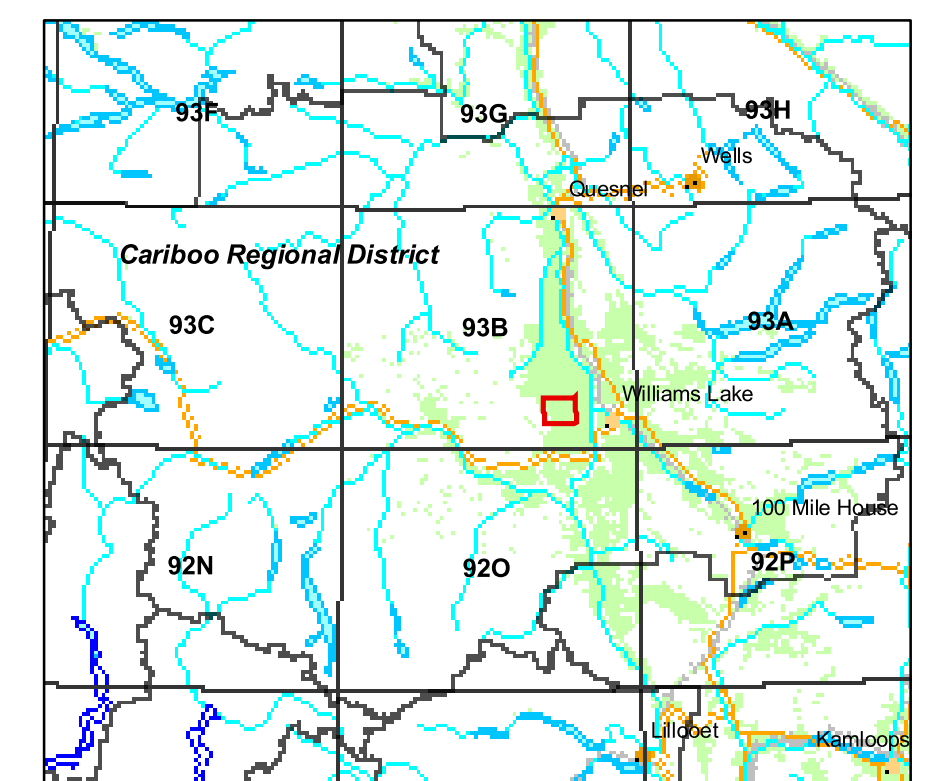 93F
93G
93H
Wells
Quesnel
Cariboo Regional District
93C
93B
93A
Williams Lake
100 Mile House
92N
92O
92P
Lillooet
Kamloops